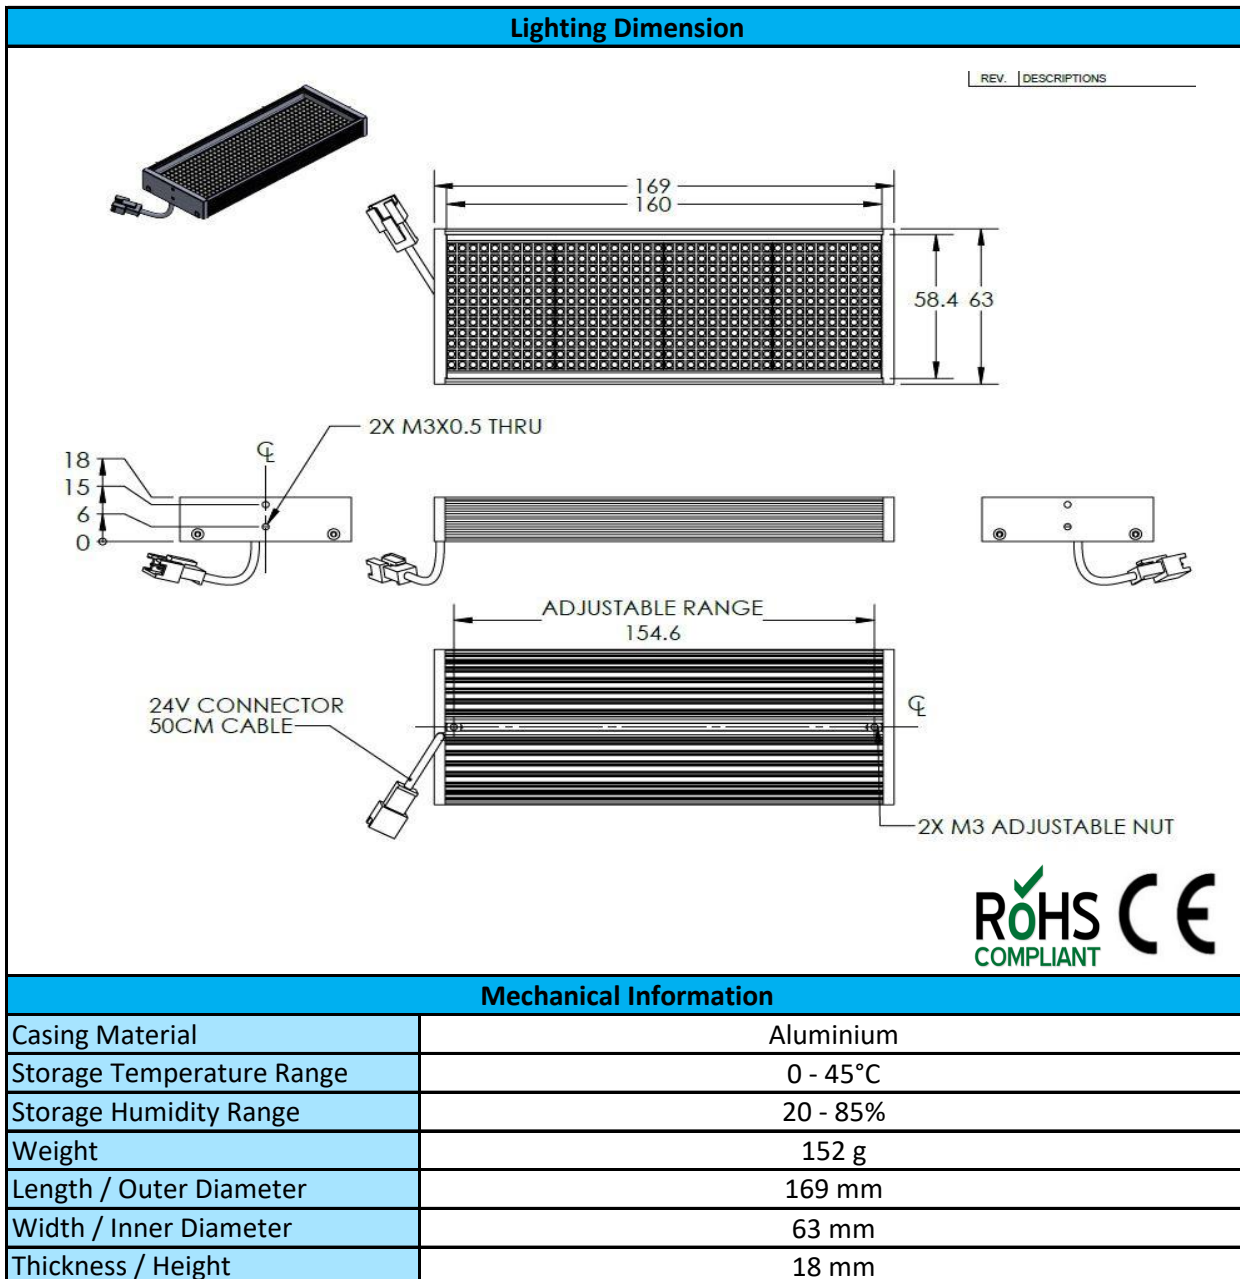 Lighting Dimension
REV. DESCRIPTIONS
169
160
58.4 63
2X M3X0.5 THRU
℄
18
15
6
0
ADJUSTABLE RANGE
154.6
24V CONNECTOR
50CM CABLE
℄
2X M3 ADJUSTABLE NUT
RoHS CE
COMPLIANT
Mechanical Information
Casing Material Aluminium
Storage Temperature Range 0 - 45°C
Storage Humidity Range 20 - 85%
Weight 152 g
Length / Outer Diameter 169 mm
Width / Inner Diameter 63 mm
Thickness / Height 18 mm